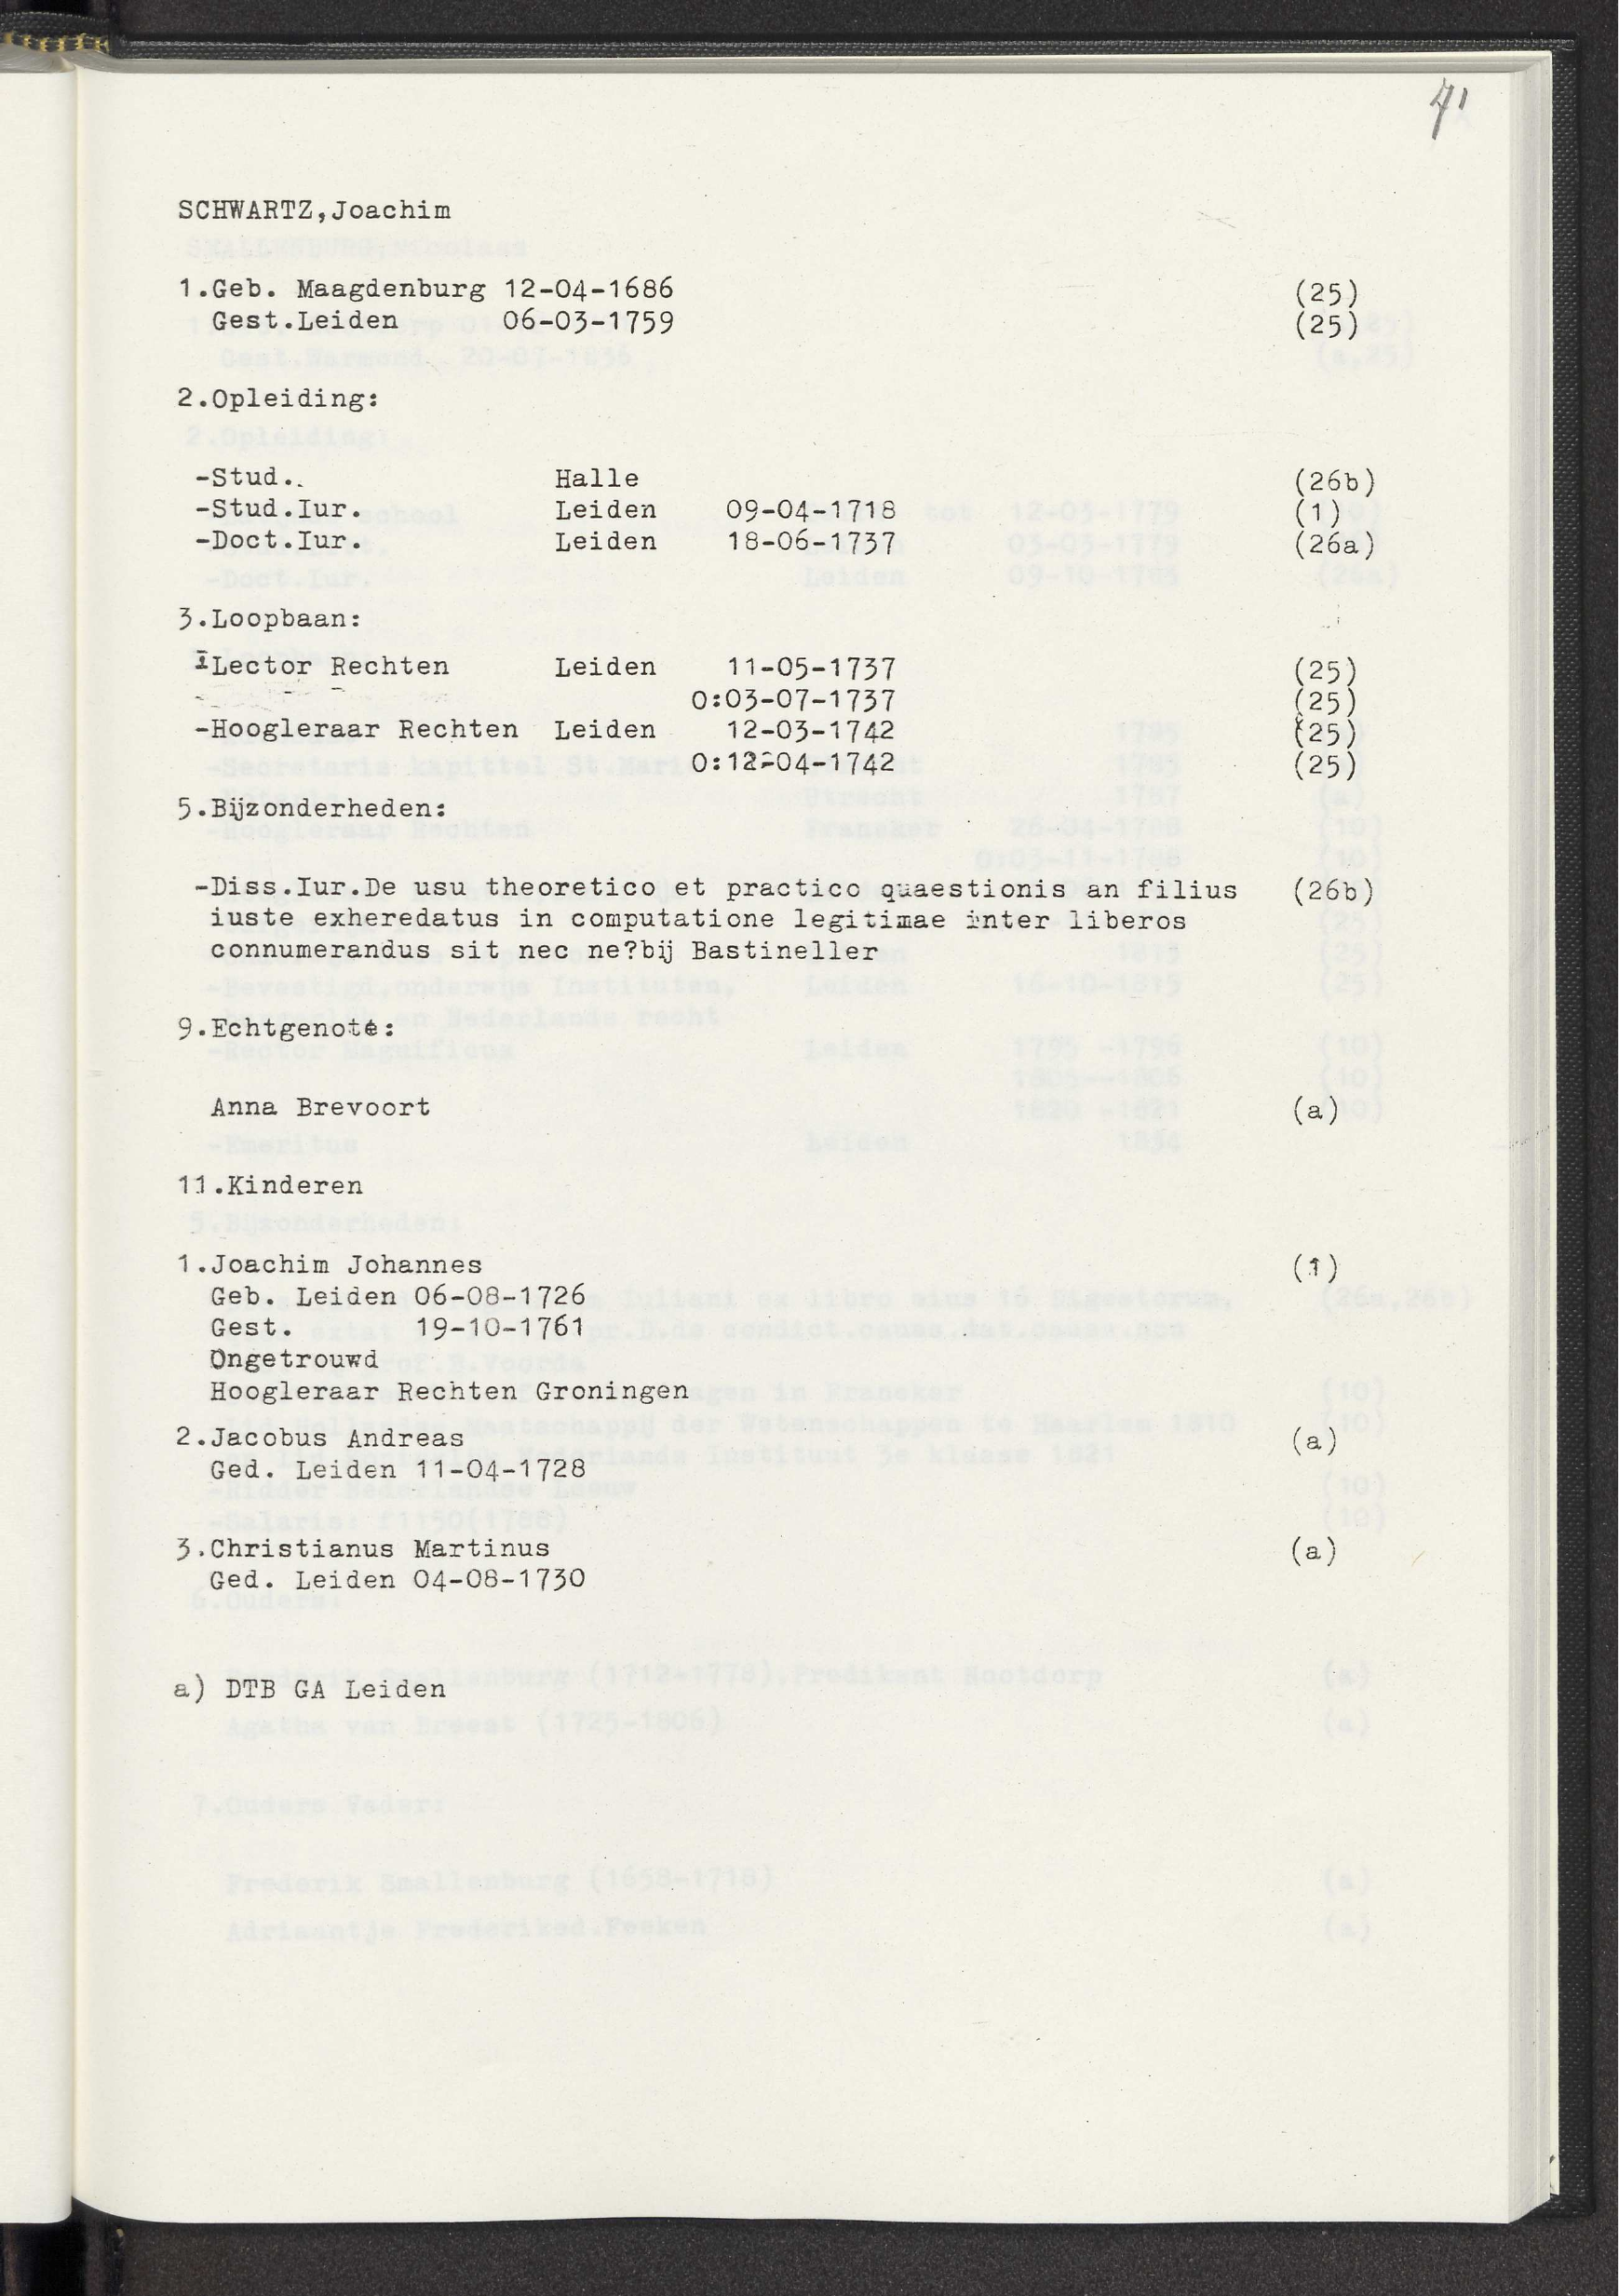 71
SCHWARTZ,Joachim
1.Geb. Maagdenburg 12-04-1686 (25)
Gest.Leiden 06-03-1759 (25)
2.Opleiding:
-Stud.. Halle (26b)
-Stud.Iur. Leiden 09-04-1718 (1)
-Doct.Iur. Leiden 18-06-1737 (26a)
3.Loopbaan:
-Lector Rechten Leiden 11-05-1737 (25)
0:03-07-1737 (25)
-Hoogleraar Rechten Leiden 12-03-1742 (25)
0:12-04-1742 (25)
5.Bijzonderheden:
-Diss.Iur.De usu theoretico et practico quaestionis an filius (26b)
iuste exheredatus in computatione legitimae inter liberos
connumerandus sit nec ne?bij Bastineller
9.Echtgenote:
Anna Brevoort (a)
11.Kinderen
1.Joachim Johannes (1)
Geb. Leiden 06-08-1726
Gest. 19-10-1761
Ongetrouwd
Hoogleraar Rechten Groningen
2.Jacobus Andreas (a)
Ged. Leiden 11-04-1728
3.Christianus Martinus (a)
Ged. Leiden 04-08-1730
a) DTB GA Leiden